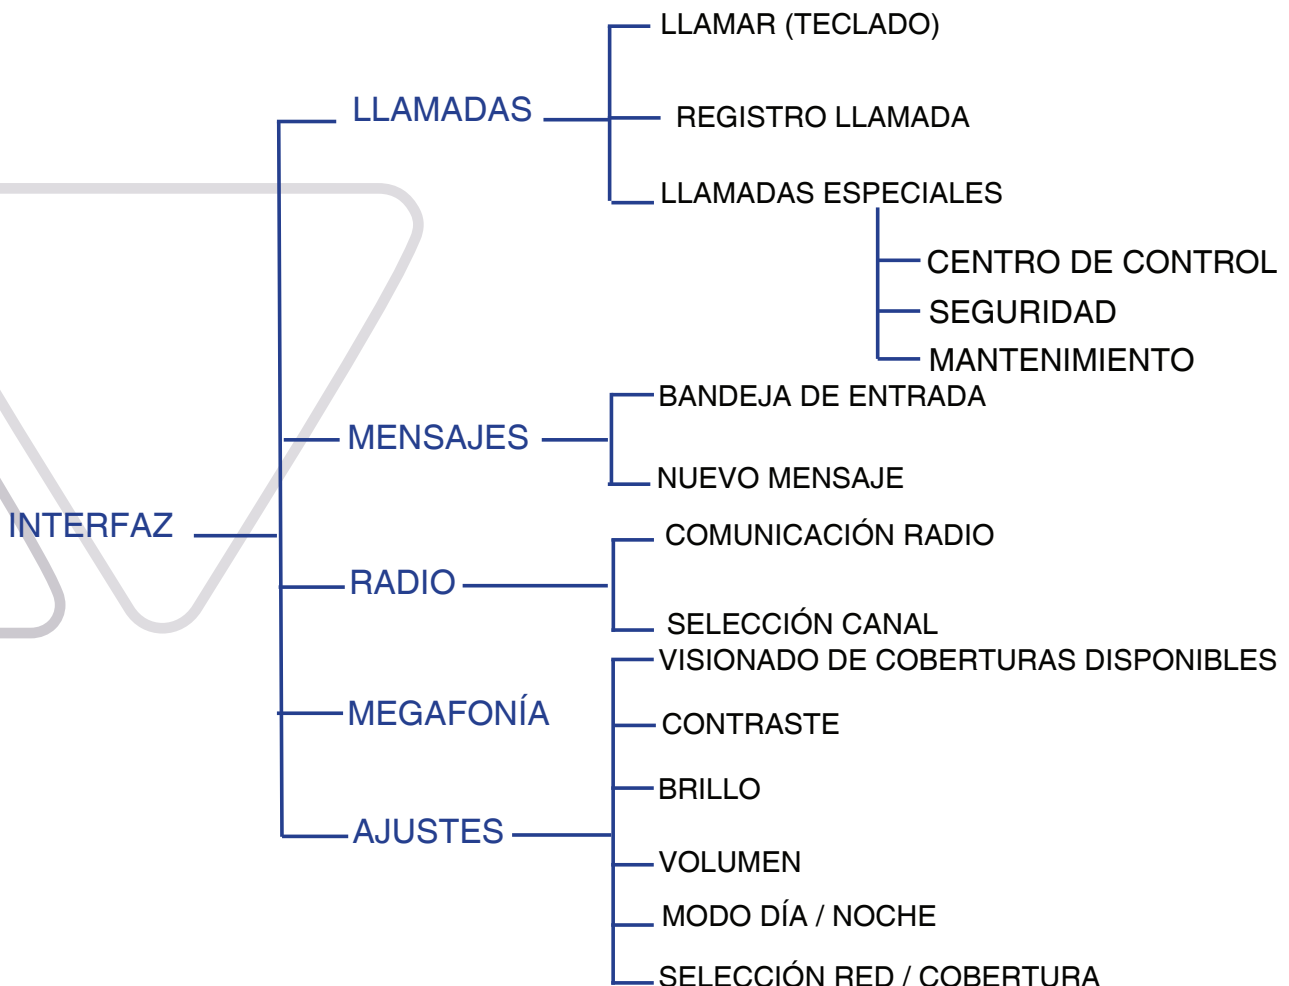 INTERFAZ
LLAMADAS
LLAMAR (TECLADO)
REGISTRO LLAMADA
LLAMADAS ESPECIALES
CENTRO DE CONTROL
SEGURIDAD
MANTENIMIENTO
MENSAJES
BANDEJA DE ENTRADA
NUEVO MENSAJE
RADIO
COMUNICACIÓN RADIO
SELECCIÓN CANAL
MEGAFONÍA
AJUSTES
VISIONADO DE COBERTURAS DISPONIBLES
CONTRASTE
BRILLO
VOLUMEN
MODO DÍA / NOCHE
SELECCIÓN RED / COBERTURA